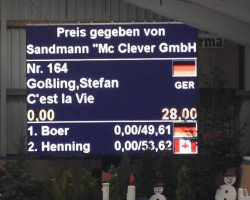 Preis gegeben von
Sandmann "Mc Clever GmbH
Nr. 164
Goßling,Stefan GER
C'est la Vie
0,00 28,00
1. Boer 0,00/49,61
2. Henning 0,00/53,62